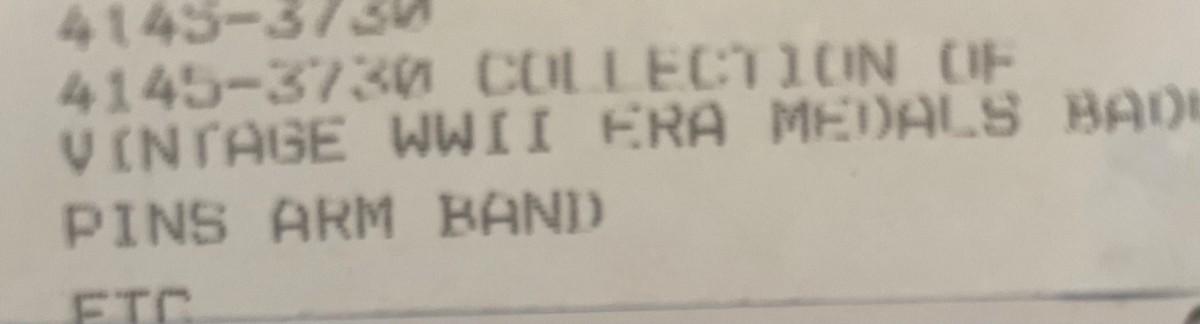 4145-3730
4145-3730 COLLECTION OF
VINTAGE WWII ERA MEDALS
PINS ARM BAND
ETC